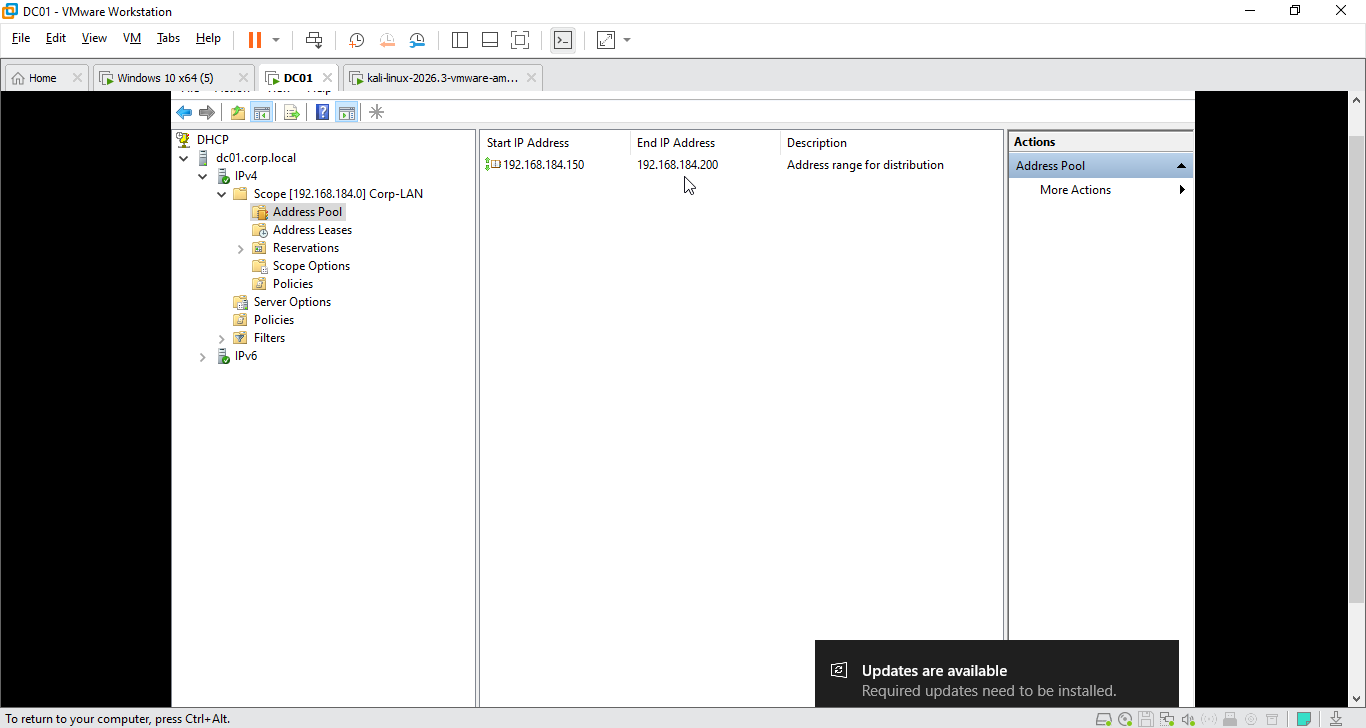 DC01 - VMware Workstation
File Edit View VM Tabs Help
Home Windows 10 x64 (5) DC01 kali-linux-2026.3-vmware-am...
DHCP
dc01.corp.local
IPv4
Scope [192.168.184.0] Corp-LAN
Address Pool
Address Leases
Reservations
Scope Options
Policies
Server Options
Policies
Filters
IPv6
Start IP Address End IP Address Description
192.168.184.150 192.168.184.200 Address range for distribution
Actions
Address Pool
More Actions
Updates are available
Required updates need to be installed.
To return to your computer, press Ctrl+Alt.